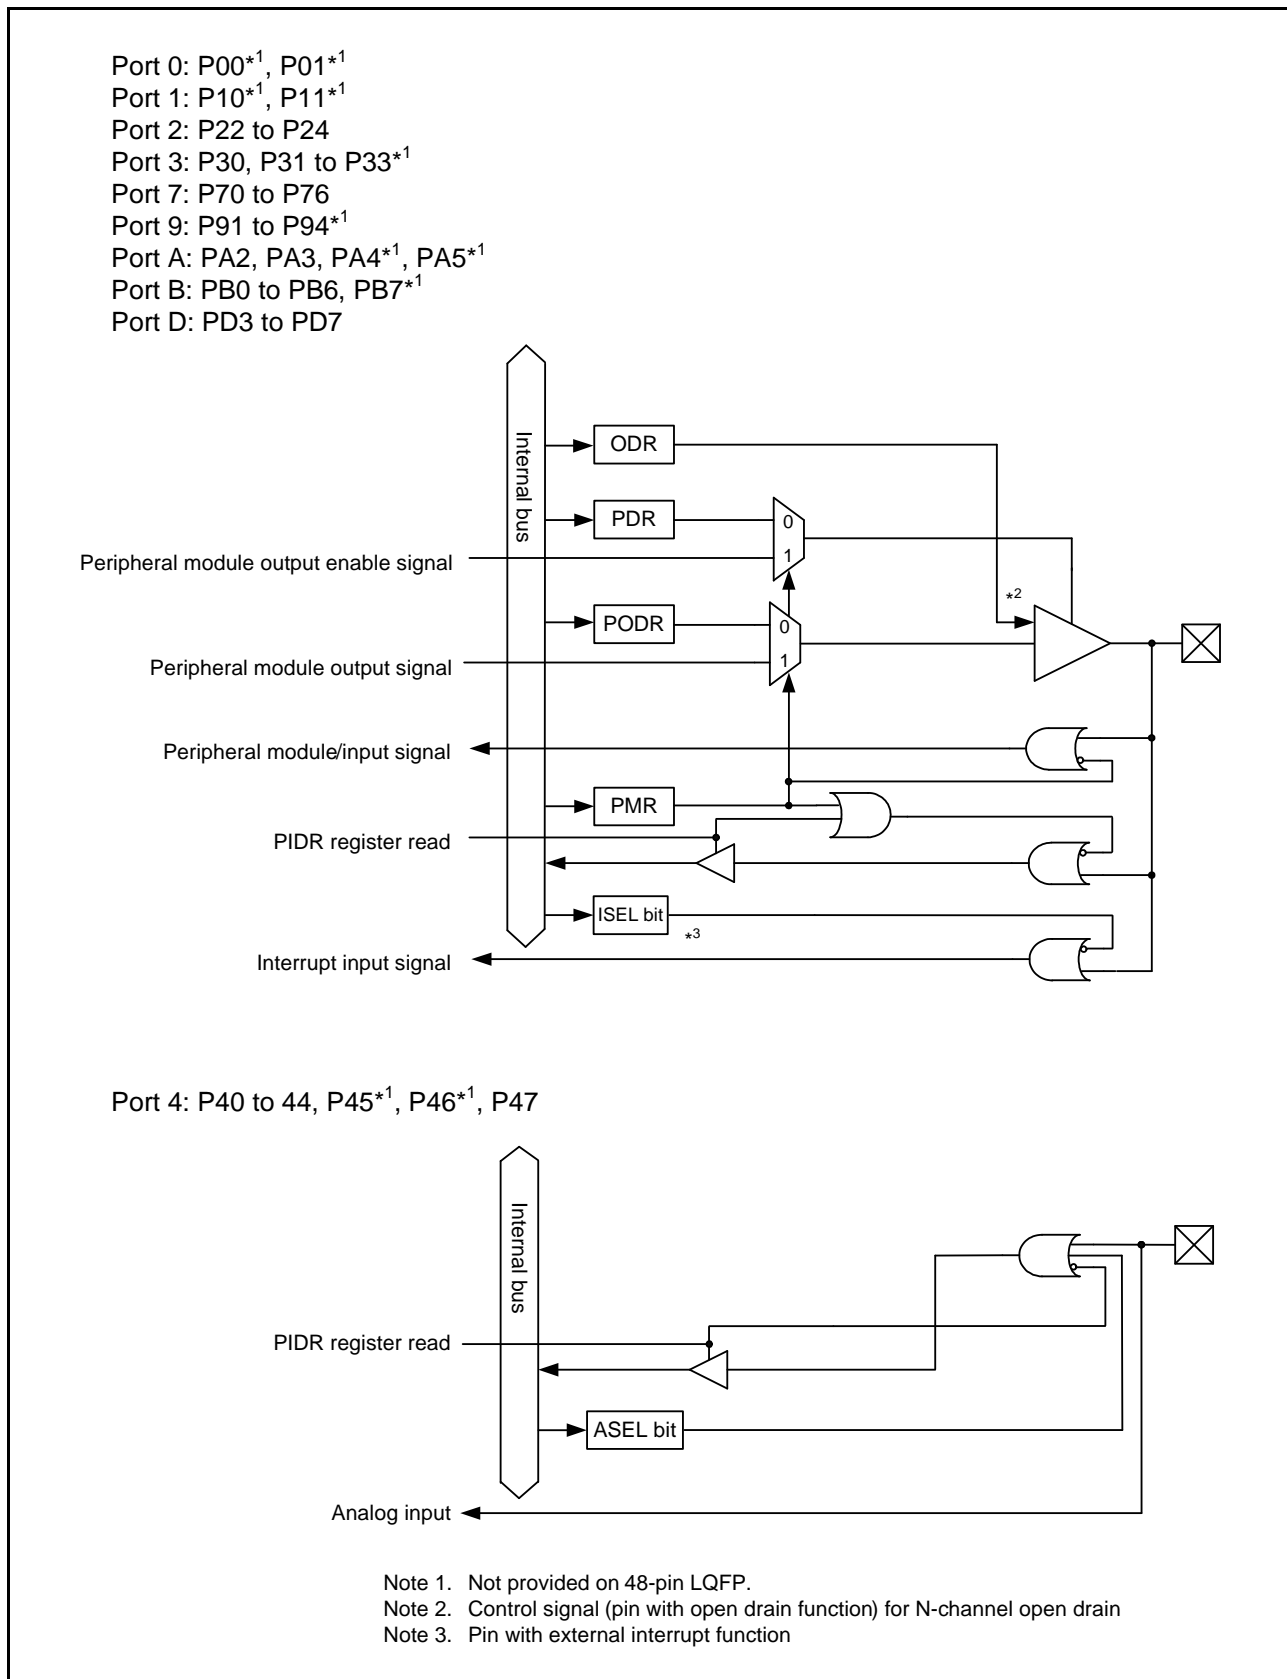 Port 0: P00*1, P01*1
Port 1: P10*1, P11*1
Port 2: P22 to P24
Port 3: P30, P31 to P33*1
Port 7: P70 to P76
Port 9: P91 to P94*1
Port A: PA2, PA3, PA4*1, PA5*1
Port B: PB0 to PB6, PB7*1
Port D: PD3 to PD7
Internal bus
ODR
PDR
0
1
Peripheral module output enable signal
*2
PODR
0
1
Peripheral module output signal
Peripheral module/input signal
PMR
PIDR register read
ISEL bit
*3
Interrupt input signal
Port 4: P40 to 44, P45*1, P46*1, P47
Internal bus
PIDR register read
ASEL bit
Analog input
Note 1. Not provided on 48-pin LQFP.
Note 2. Control signal (pin with open drain function) for N-channel open drain
Note 3. Pin with external interrupt function